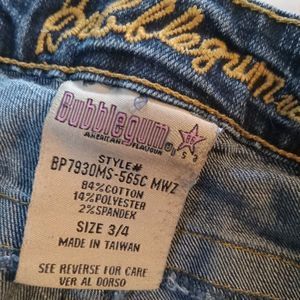 Bubblegum
Bubblegum
AMERICAN FLAVOUR
STYLE#
BP7930MS-565C MWZ
84%COTTON
14%POLYESTER
2%SPANDEX
SIZE 3/4
MADE IN TAIWAN
SEE REVERSE FOR CARE
VER AL DORSO